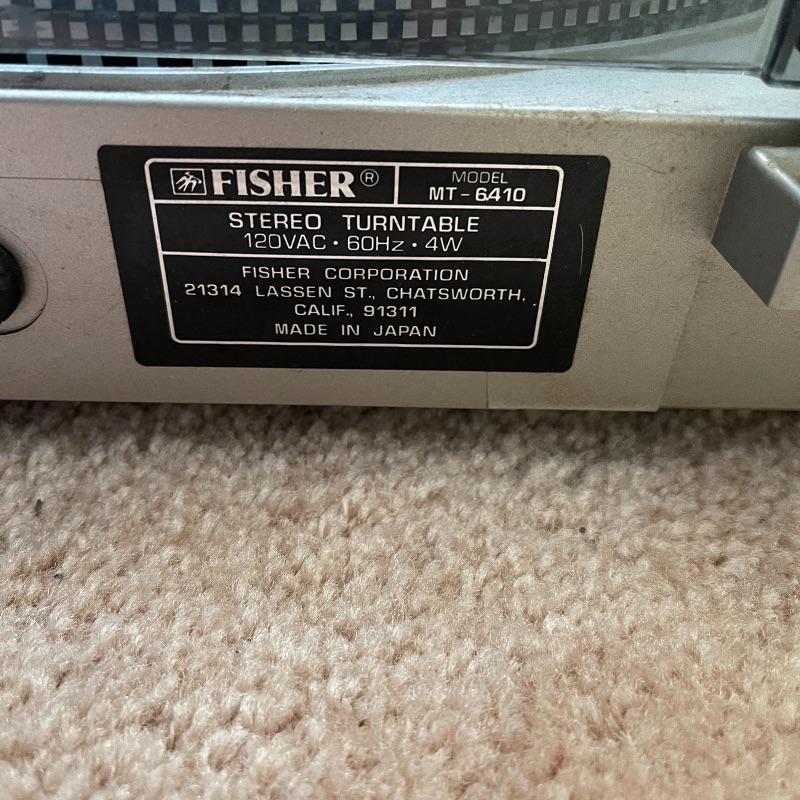 FISHER®
MODEL
MT-6410
STEREO TURNTABLE
120VAC · 60Hz · 4W
FISHER CORPORATION
21314 LASSEN ST., CHATSWORTH,
CALIF., 91311
MADE IN JAPAN